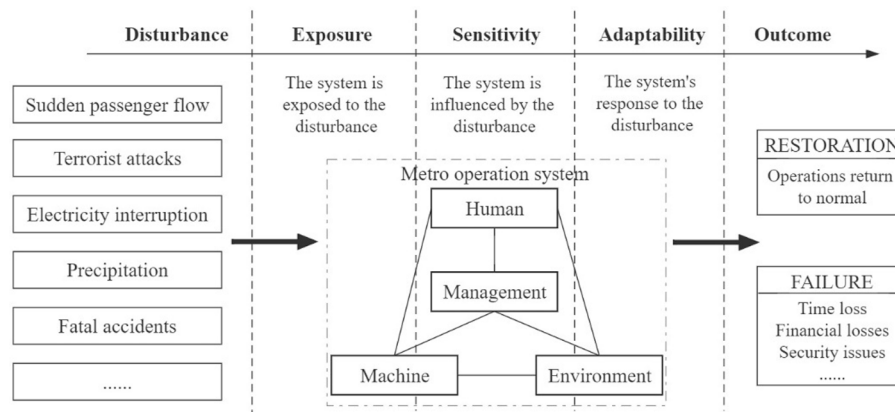 Disturbance
Exposure
Sensitivity
Adaptability
Outcome
The system is
exposed to the
disturbance
The system is
influenced by the
disturbance
The system's
response to the
disturbance
Sudden passenger flow
Terrorist attacks
Electricity interruption
Precipitation
Fatal accidents
......
Metro operation system
Human
Management
Machine
Environment
RESTORATION
Operations return
to normal
FAILURE
Time loss
Financial losses
Security issues
......